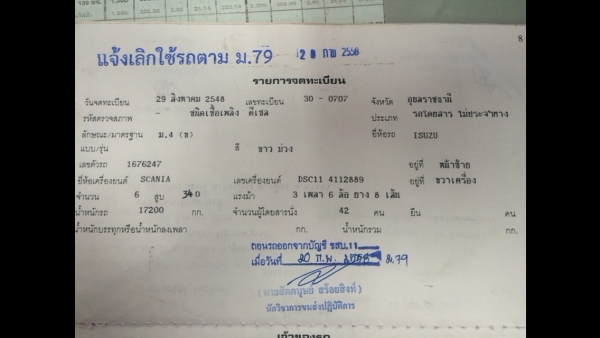 8
แจ้งเลิกใช้รถตาม ม.79 20 กพ 2558
รายการจดทะเบียน
วันจดทะเบียน 29 สิงหาคม 2548 เลขทะเบียน 30 - 0707 จังหวัด อุบลราชธานี
รหัสตรวจสภาพ - ชนิดเชื้อเพลิง ดีเซล ประเภท รถโดยสาร ไม่ประจำทาง
ลักษณะ/มาตรฐาน ม.4 (ข) ยี่ห้อรถ ISUZU
แบบ/รุ่น สี ขาว ม่วง
เลขตัวรถ 1676247 อยู่ที่ หน้าซ้าย
ยี่ห้อเครื่องยนต์ SCANIA เลขเครื่องยนต์ DSC11 4112889 อยู่ที่ ขวาเครื่อง
จำนวน 6 สูบ 340 แรงม้า 3 เพลา 6 ล้อ ยาง 8 เส้น
น้ำหนักรถ 17200 กก. จำนวนผู้โดยสารนั่ง 42 คน ยืน - คน
น้ำหนักบรรทุกหรือน้ำหนักลงเพลา กก. น้ำหนักรวม กก.
ถอนรถออกจากบัญชี ขสบ.11
เมื่อวันที่ 20 ก.พ. 2558 ม.79
นักวิชาการขนส่งปฏิบัติการ
เจ้าของรถ